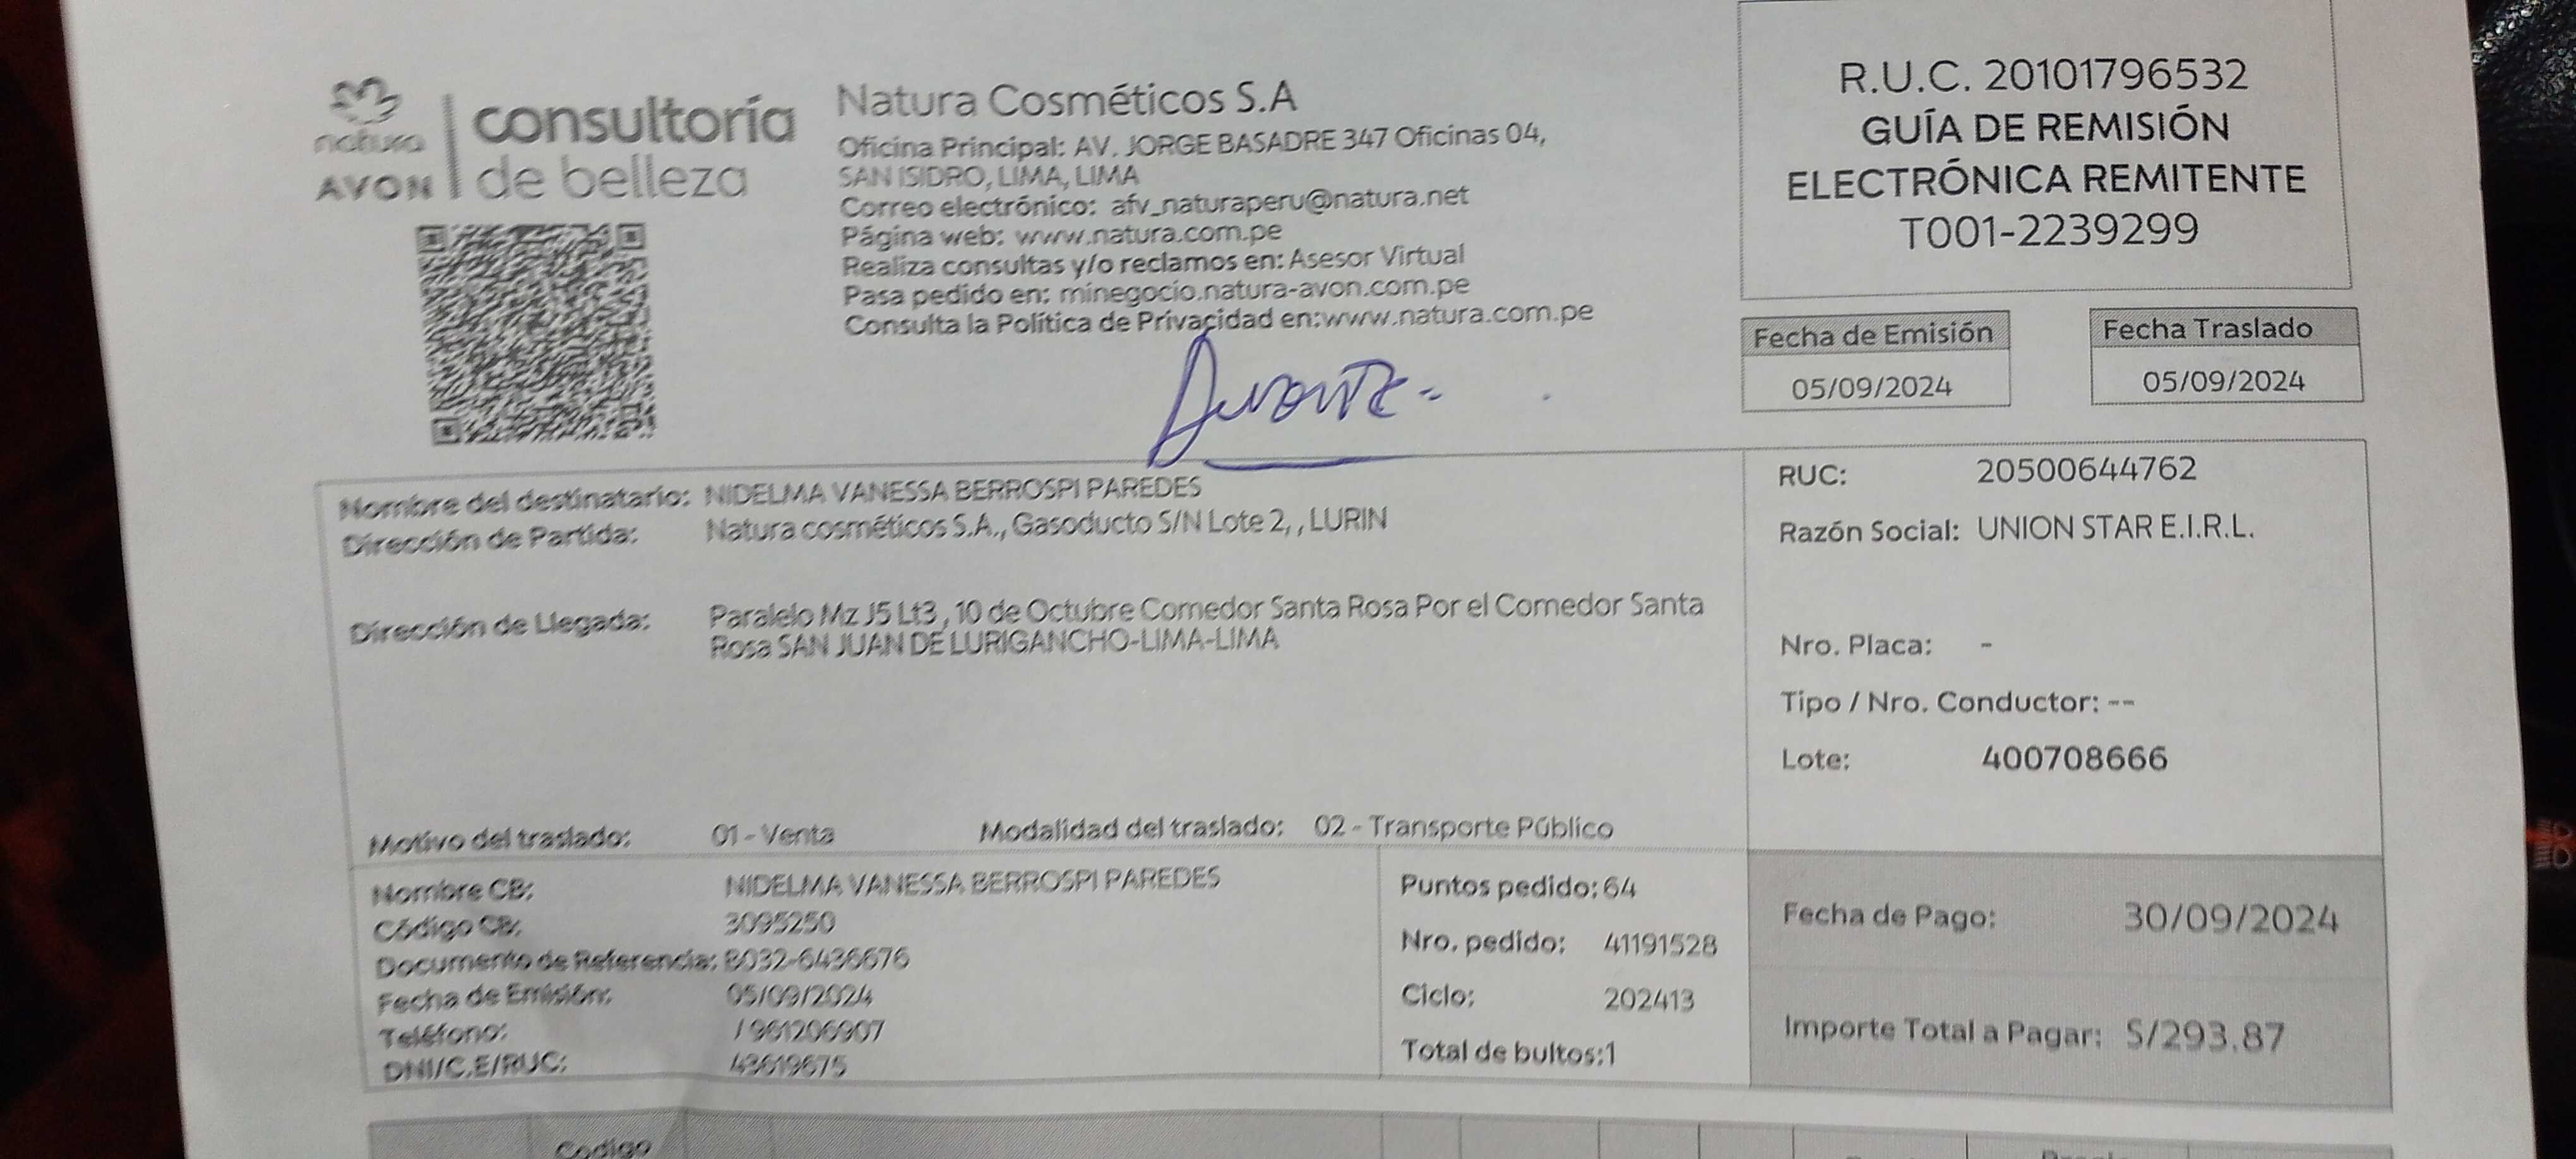 natura
AVON
consultoría
de belleza
Natura Cosméticos S.A
Oficina Principal: AV. JORGE BASADRE 347 Oficinas 04,
SAN ISIDRO, LIMA, LIMA
Correo electrónico: afv_naturaperu@natura.net
Página web: www.natura.com.pe
Realiza consultas y/o reclamos en: Asesor Virtual
Pasa pedido en: minegocio.natura-avon.com.pe
Consulta la Política de Privacidad en:www.natura.com.pe
R.U.C. 20101796532
GUÍA DE REMISIÓN
ELECTRÓNICA REMITENTE
T001-2239299
Fecha de Emisión
05/09/2024
Fecha Traslado
05/09/2024
Nombre del destinatario: NIDELMA VANESSA BERROSPI PAREDES
Dirección de Partida: Natura cosméticos S.A., Gasoducto S/N Lote 2, , LURIN
Dirección de Llegada: Paralelo Mz J5 Lt3 , 10 de Octubre Comedor Santa Rosa Por el Comedor Santa
Rosa SAN JUAN DE LURIGANCHO-LIMA-LIMA
Motivo del traslado: 01 - Venta Modalidad del traslado: 02 - Transporte Público
RUC: 20500644762
Razón Social: UNION STAR E.I.R.L.
Nro. Placa: -
Tipo / Nro. Conductor: --
Lote: 400708666
Nombre CB: NIDELMA VANESSA BERROSPI PAREDES
Código CB: 3095250
Documento de Referencia: B032-6436676
Fecha de Emisión: 05/09/2024
Teléfono: / 961206907
DNI/C.E/RUC: 43619675
Puntos pedido: 64
Nro. pedido: 41191528
Ciclo: 202413
Total de bultos:1
Fecha de Pago: 30/09/2024
Importe Total a Pagar: S/293.87
Codigo